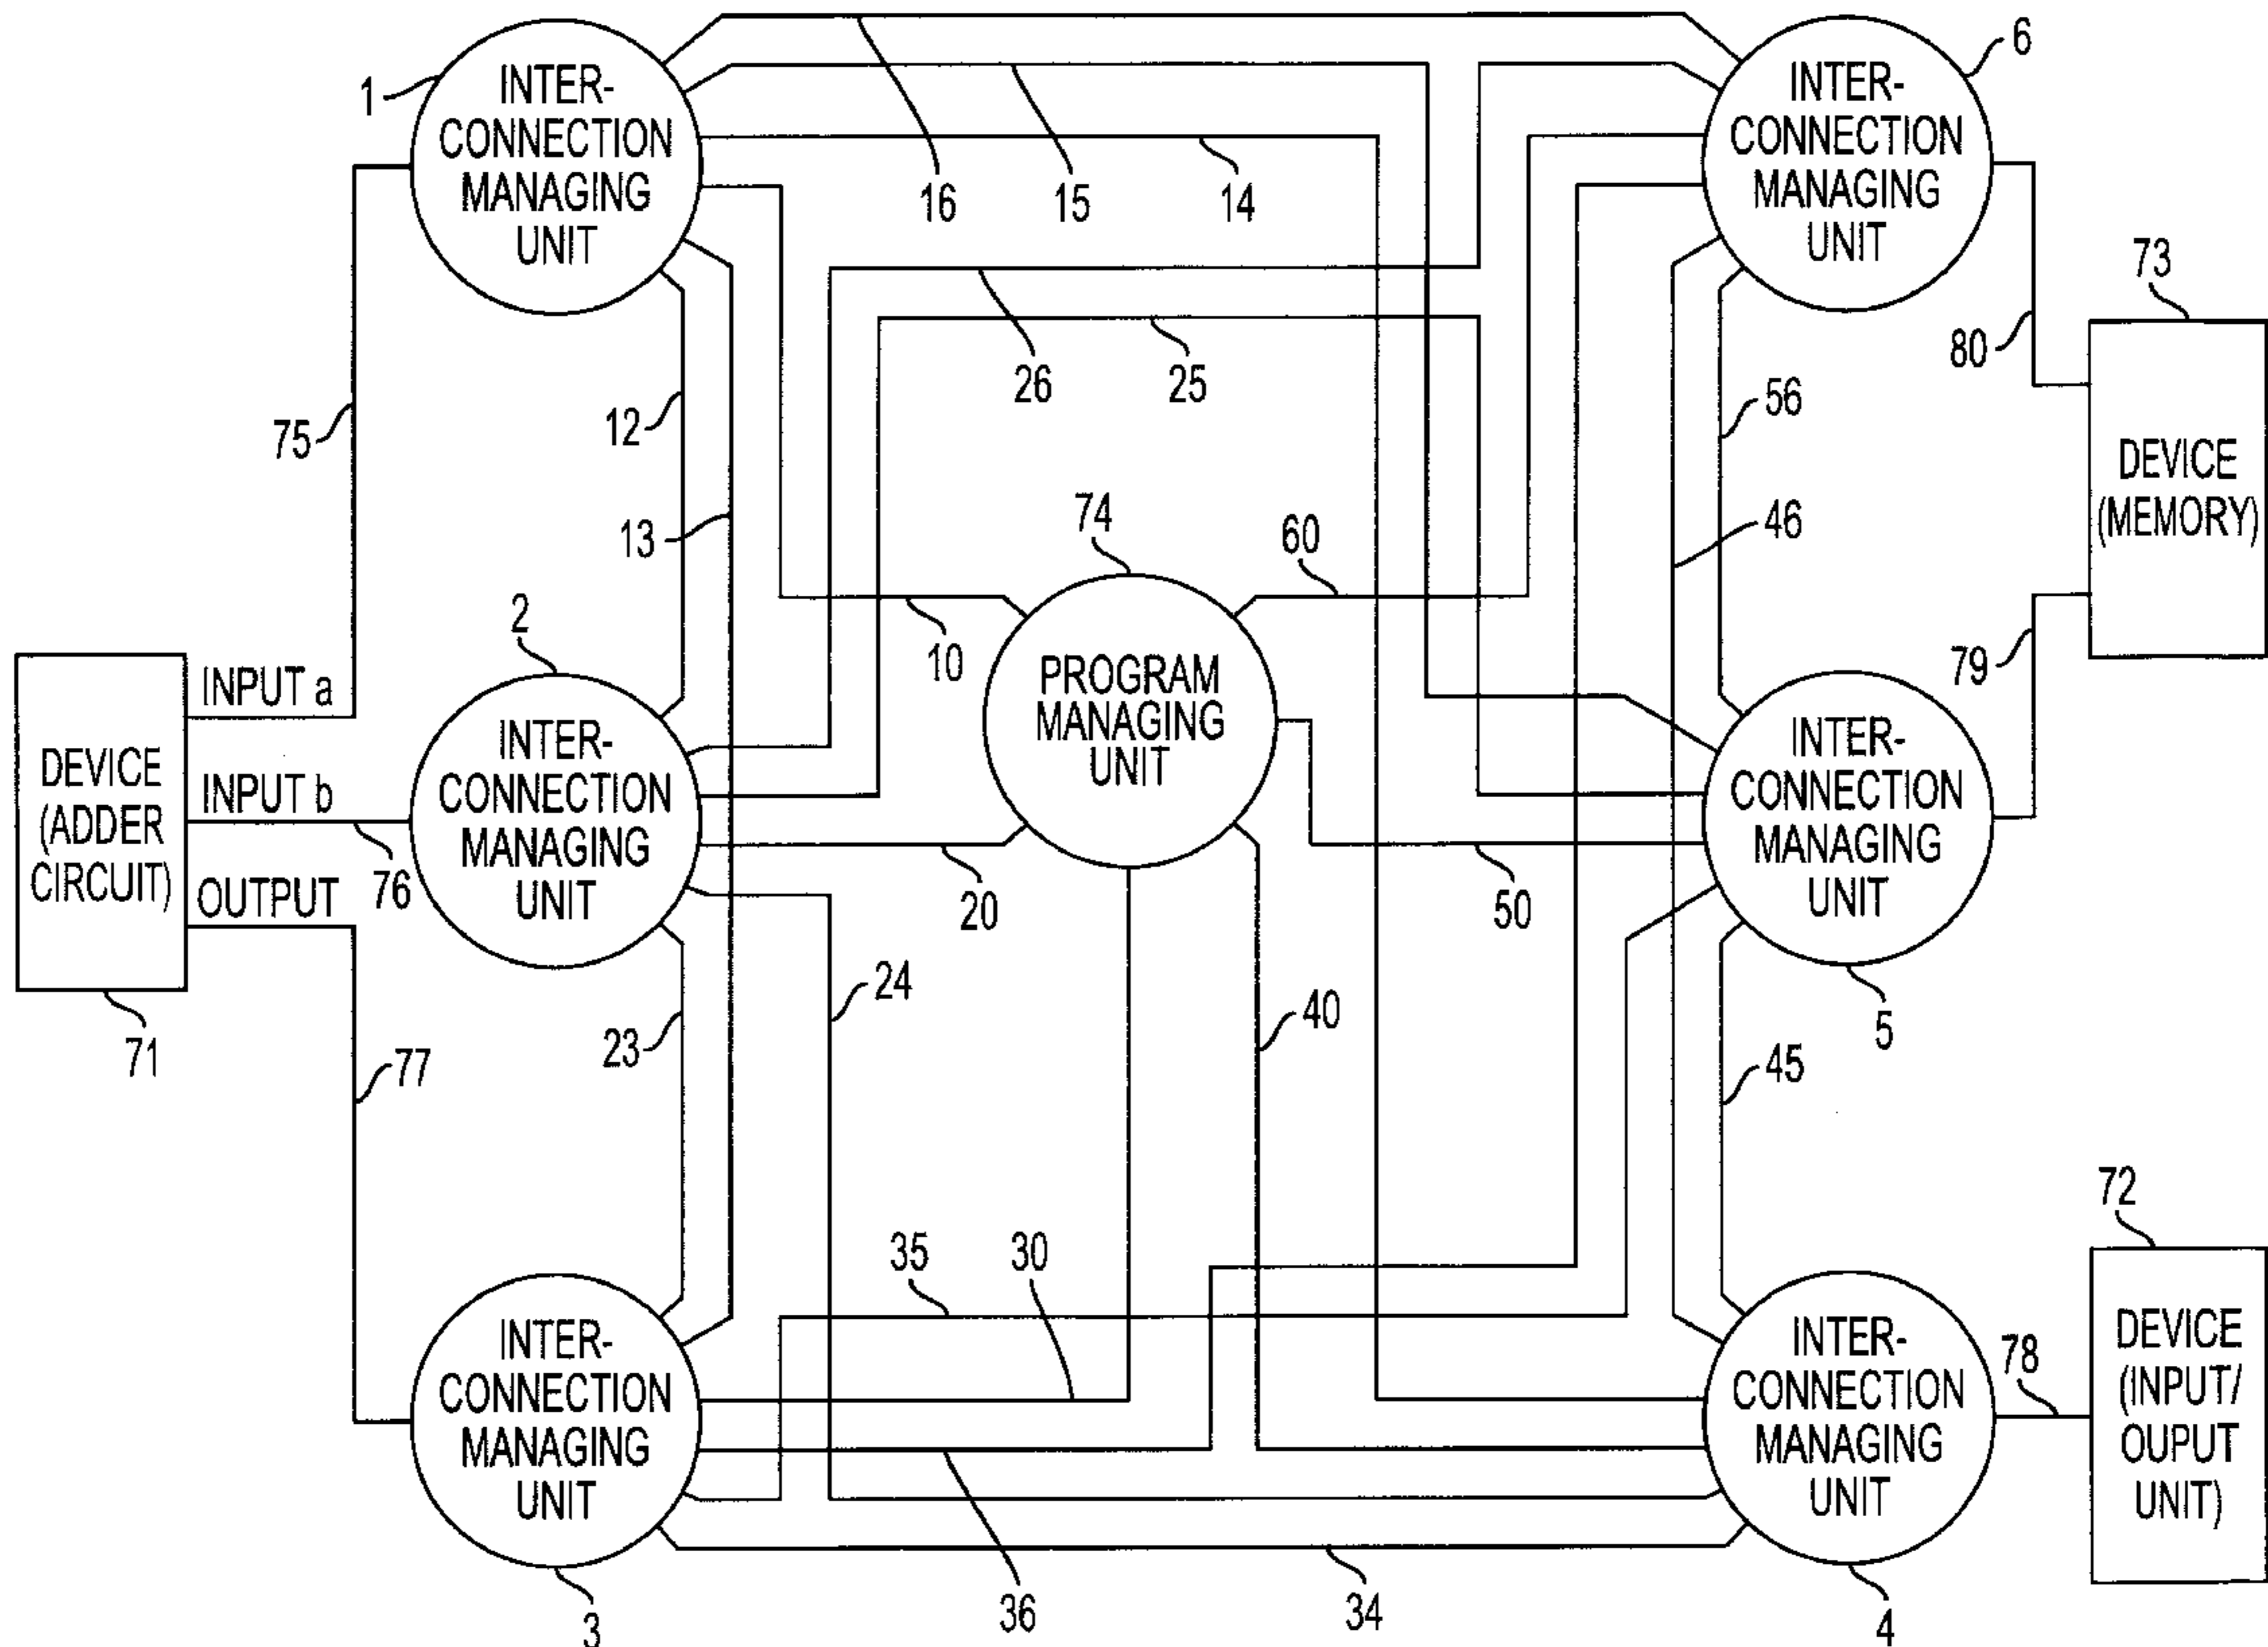 1
INTER-
CONNECTION
MANAGING
UNIT
16
15
14
6
INTER-
CONNECTION
MANAGING
UNIT
73
80
DEVICE
(MEMORY)
75
12
13
26
25
56
46
74
60
10
PROGRAM
MANAGING
UNIT
79
2
INTER-
CONNECTION
MANAGING
UNIT
DEVICE
(ADDER
CIRCUIT)
INPUT a
INPUT b
OUTPUT
76
71
77
20
50
INTER-
CONNECTION
MANAGING
UNIT
5
23
24
40
45
72
35
30
INTER-
CONNECTION
MANAGING
UNIT
3
36
34
INTER-
CONNECTION
MANAGING
UNIT
4
78
DEVICE
(INPUT/
OUPUT
UNIT)